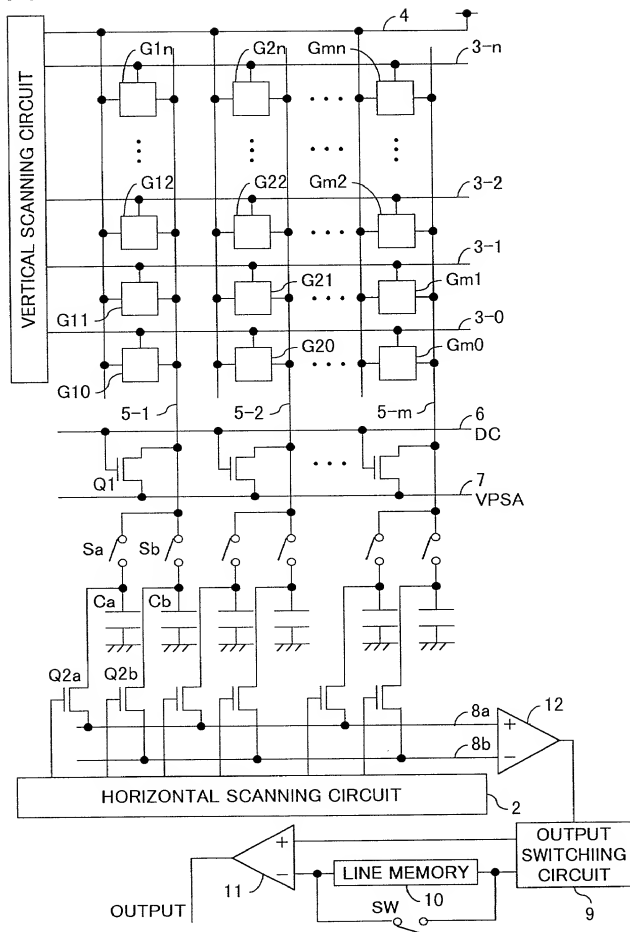 4
G1n G2n Gmn 3-n
VERTICAL SCANNING CIRCUIT
G12 G22 Gm2 3-2
3-1
G11 G21 Gm1
3-0
G10 G20 Gm0
5-1 5-2 5-m 6
DC
Q1 7
VPSA
Sa Sb
Ca Cb
Q2a Q2b
8a 12
+
8b
−
HORIZONTAL SCANNING CIRCUIT
2
+
OUTPUT SWITCHIING CIRCUIT
−
11
LINE MEMORY
10
9
SW
OUTPUT